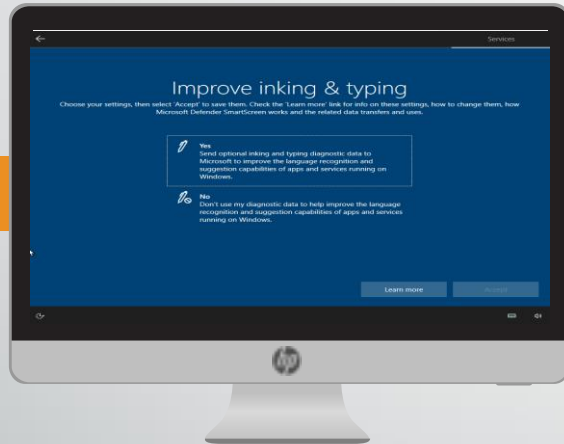 Services
Improve inking & typing
Choose your settings, then select 'Accept' to save them. Check the 'Learn more' link for info on these settings, how to change them, how
Microsoft Defender SmartScreen works and the related data transfers and uses.
Yes
Send optional inking and typing diagnostic data to
Microsoft to improve the language recognition and
suggestion capabilities of apps and services running on
Windows.
No
Don't use my diagnostic data to help improve the language
recognition and suggestion capabilities of apps and services
running on Windows.
Learn more
Accept
hp